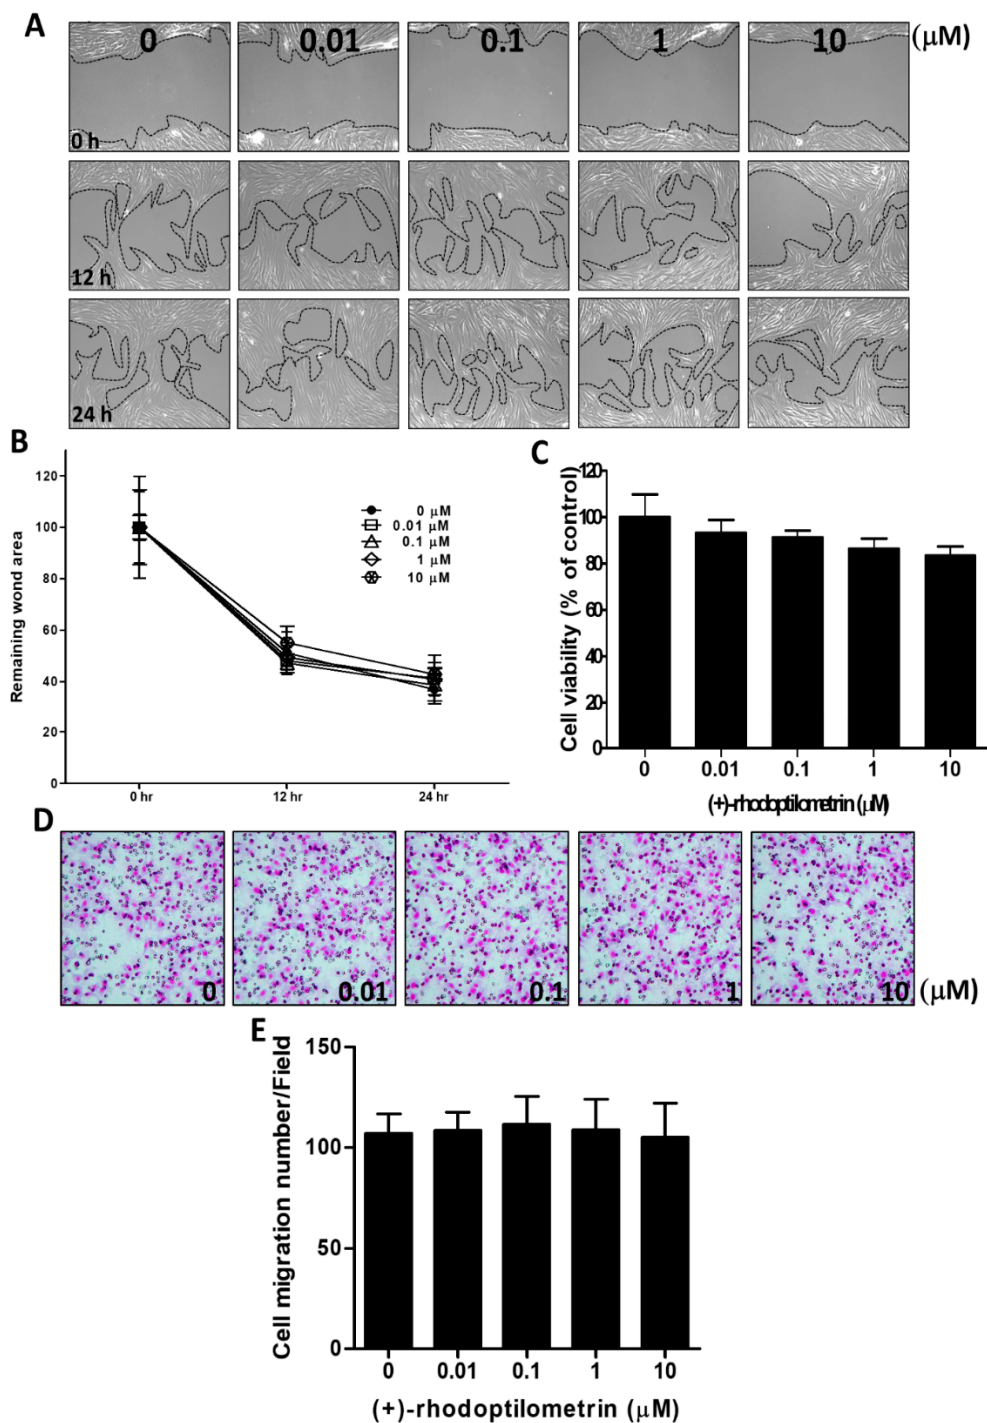 A
0
0.01
0.1
1
10
(μM)
0 h
12 h
24 h
B
120
100
80
60
40
20
0
Remaining wond area
0 hr
12 hr
24 hr
0 μM
0.01 μM
0.1 μM
1 μM
10 μM
C
120
100
80
60
40
20
0
Cell viability (% of control)
0
0.01
0.1
1
10
(+)-rhodoptilometrin (μM)
D
0
0.01
0.1
1
10
(μM)
E
150
100
50
0
Cell migration number/Field
0
0.01
0.1
1
10
(+)-rhodoptilometrin (μM)